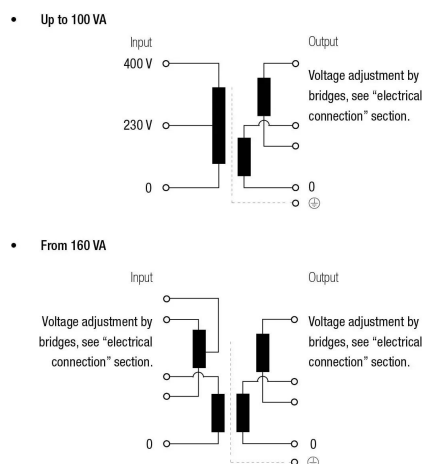 • Up to 100 VA
Input
Output
400 V
Voltage adjustment by
bridges, see “electrical
connection” section.
230 V
0
0
• From 160 VA
Input
Output
Voltage adjustment by
bridges, see “electrical
connection” section.
Voltage adjustment by
bridges, see “electrical
connection” section.
0
0